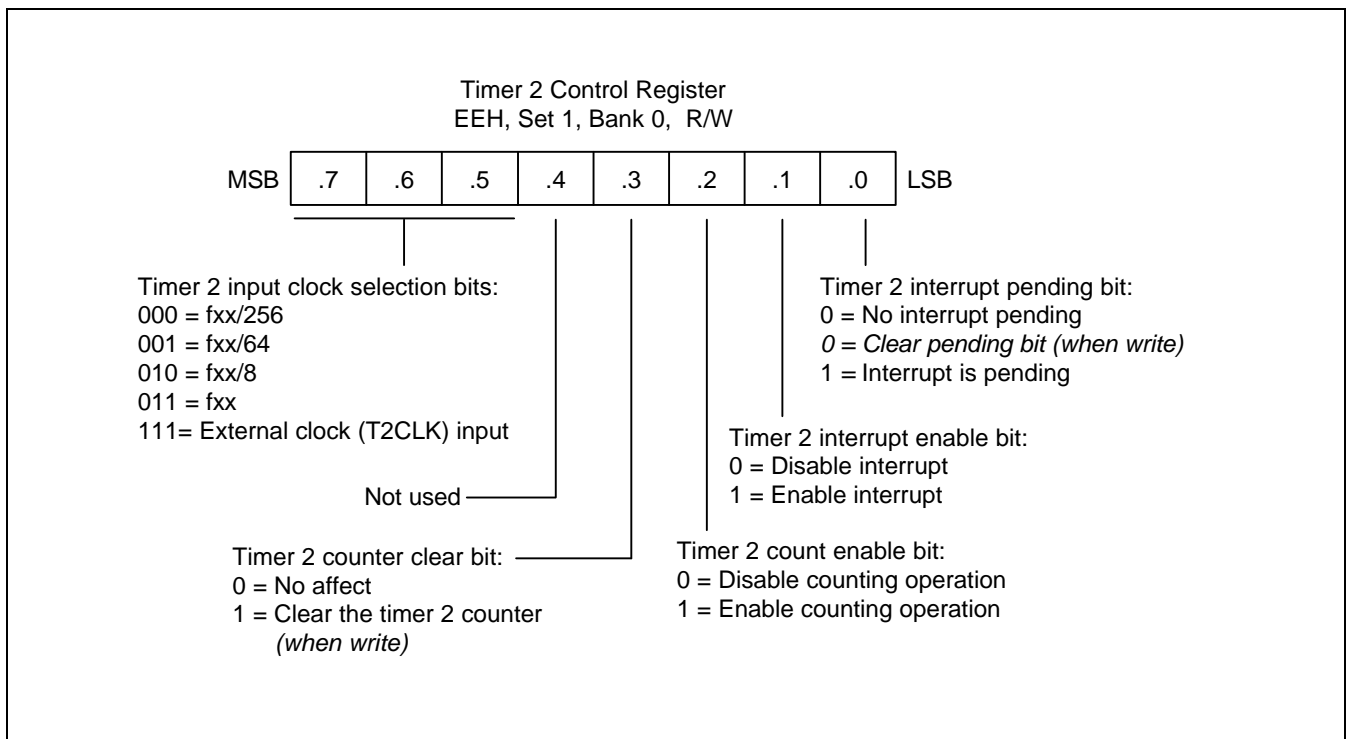 Timer 2 Control Register
EEH, Set 1, Bank 0, R/W
MSB .7 .6 .5 .4 .3 .2 .1 .0 LSB
Timer 2 input clock selection bits:
000 = fxx/256
001 = fxx/64
010 = fxx/8
011 = fxx
111= External clock (T2CLK) input
Not used
Timer 2 counter clear bit:
0 = No affect
1 = Clear the timer 2 counter
(when write)
Timer 2 count enable bit:
0 = Disable counting operation
1 = Enable counting operation
Timer 2 interrupt enable bit:
0 = Disable interrupt
1 = Enable interrupt
Timer 2 interrupt pending bit:
0 = No interrupt pending
0 = Clear pending bit (when write)
1 = Interrupt is pending